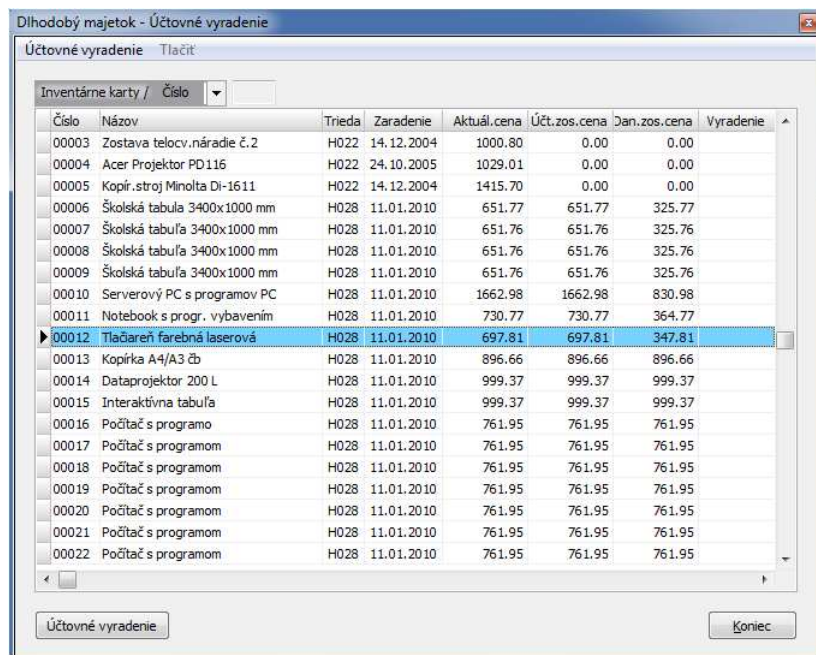 Dlhodobý majetok - Účtovné vyradenie
Účtovné vyradenie Tlačiť
Inventárne karty / Číslo
Číslo Názov Trieda Zaradenie Aktuál.cena Účt.zos.cena Dan.zos.cena Vyradenie
00003 Zostava telocv.náradie č.2 H022 14.12.2004 1000.80 0.00 0.00
00004 Acer Projektor PD116 H022 24.10.2005 1029.01 0.00 0.00
00005 Kopír.stroj Minolta Di-1611 H022 14.12.2004 1415.70 0.00 0.00
00006 Školská tabula 3400x1000 mm H028 11.01.2010 651.77 651.77 325.77
00007 Školská tabuľa 3400x1000 mm H028 11.01.2010 651.76 651.76 325.76
00008 Školská tabuľa 3400x1000 mm H028 11.01.2010 651.76 651.76 325.76
00009 Školská tabuľa 3400x1000 mm H028 11.01.2010 651.76 651.76 325.76
00010 Serverový PC s programov PC H028 11.01.2010 1662.98 1662.98 830.98
00011 Notebook s progr. vybavením H028 11.01.2010 730.77 730.77 364.77
00012 Tlačiareň farebná laserová H028 11.01.2010 697.81 697.81 347.81
00013 Kopírka A4/A3 čb H028 11.01.2010 896.66 896.66 896.66
00014 Dataprojektor 200 L H028 11.01.2010 999.37 999.37 999.37
00015 Interaktívna tabuľa H028 11.01.2010 999.37 999.37 999.37
00016 Počítač s programo H028 11.01.2010 761.95 761.95 761.95
00017 Počítač s programom H028 11.01.2010 761.95 761.95 761.95
00018 Počítač s programom H028 11.01.2010 761.95 761.95 761.95
00019 Počítač s programom H028 11.01.2010 761.95 761.95 761.95
00020 Počítač s programom H028 11.01.2010 761.95 761.95 761.95
00021 Počítač s programom H028 11.01.2010 761.95 761.95 761.95
00022 Počítač s programom H028 11.01.2010 761.95 761.95 761.95
Účtovné vyradenie Koniec